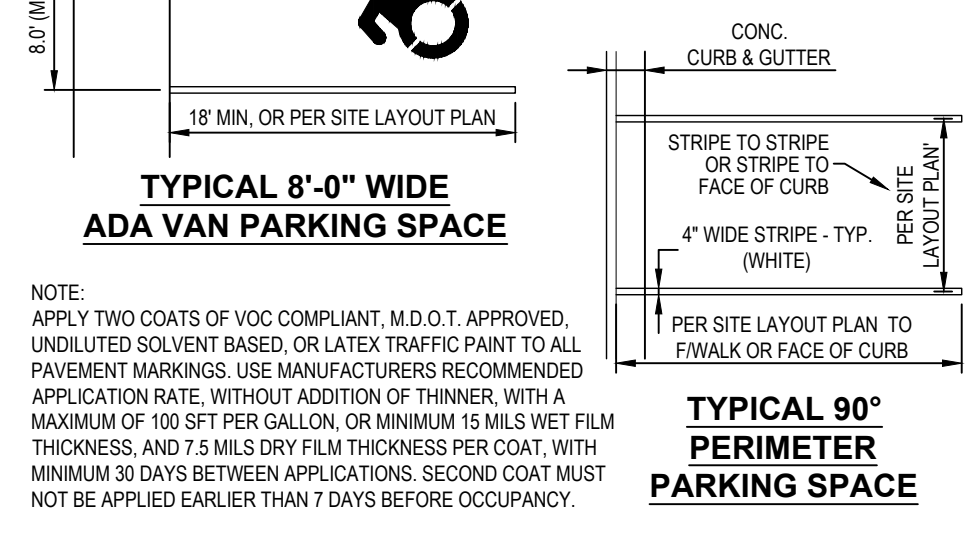 8.0' (M
18' MIN, OR PER SITE LAYOUT PLAN
TYPICAL 8'-0" WIDE
ADA VAN PARKING SPACE
NOTE:
APPLY TWO COATS OF VOC COMPLIANT, M.D.O.T. APPROVED,
UNDILUTED SOLVENT BASED, OR LATEX TRAFFIC PAINT TO ALL
PAVEMENT MARKINGS. USE MANUFACTURERS RECOMMENDED
APPLICATION RATE, WITHOUT ADDITION OF THINNER, WITH A
MAXIMUM OF 100 SFT PER GALLON, OR MINIMUM 15 MILS WET FILM
THICKNESS, AND 7.5 MILS DRY FILM THICKNESS PER COAT, WITH
MINIMUM 30 DAYS BETWEEN APPLICATIONS. SECOND COAT MUST
NOT BE APPLIED EARLIER THAN 7 DAYS BEFORE OCCUPANCY.
CONC.
CURB & GUTTER
STRIPE TO STRIPE
OR STRIPE TO
FACE OF CURB
PER SITE
LAYOUT PLAN'
4" WIDE STRIPE - TYP.
(WHITE)
PER SITE LAYOUT PLAN TO
F/WALK OR FACE OF CURB
TYPICAL 90°
PERIMETER
PARKING SPACE